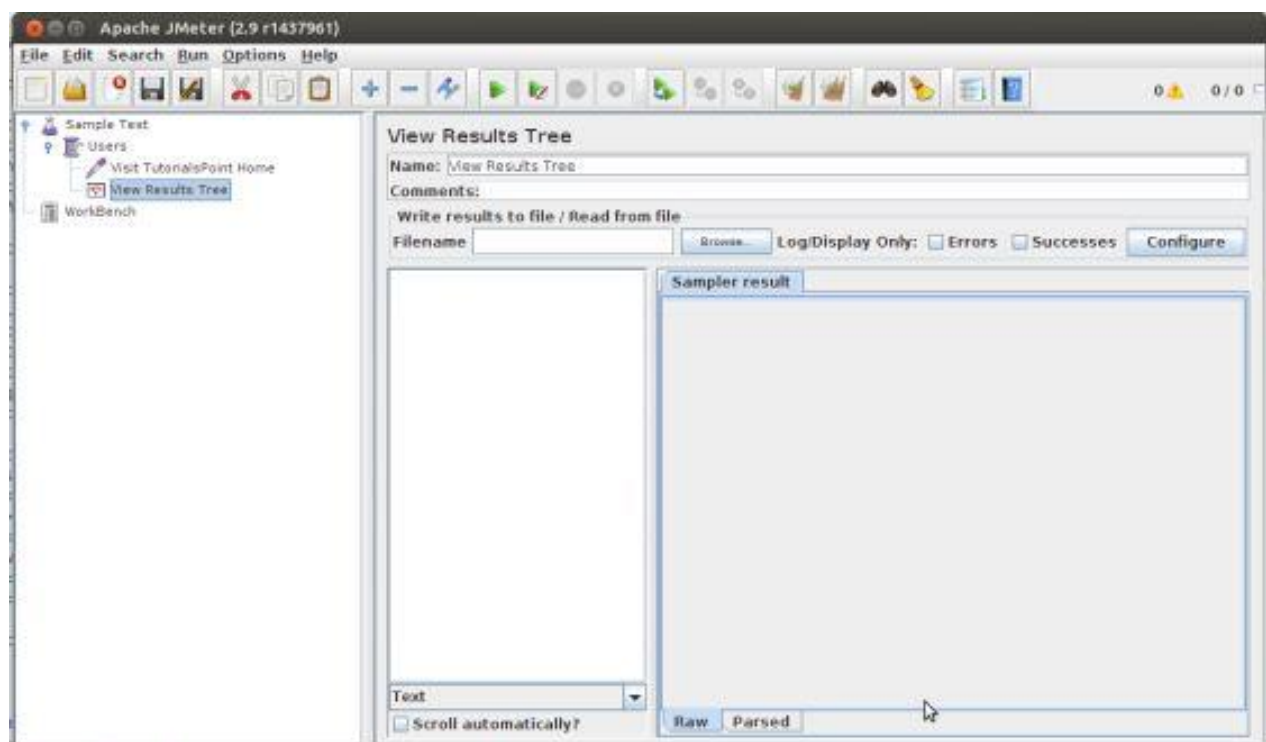 Apache JMeter (2.9 r1437961)
File Edit Search Run Options Help
0 0/0
Sample Test
Users
Visit TutorialsPoint Home
View Results Tree
WorkBench
View Results Tree
Name: View Results Tree
Comments:
Write results to file / Read from file
Filename Browse... Log/Display Only: Errors Successes Configure
Sampler result
Text
Scroll automatically?
Raw Parsed